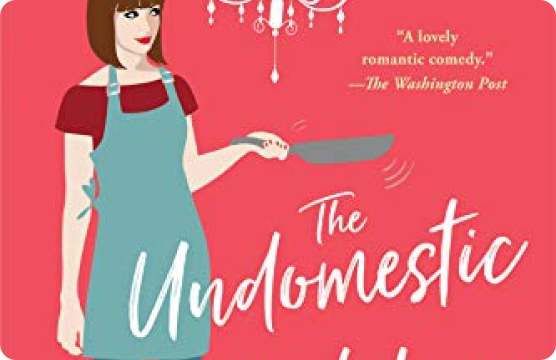 “A lovely
romantic comedy.”
—The Washington Post
The
Undomestic